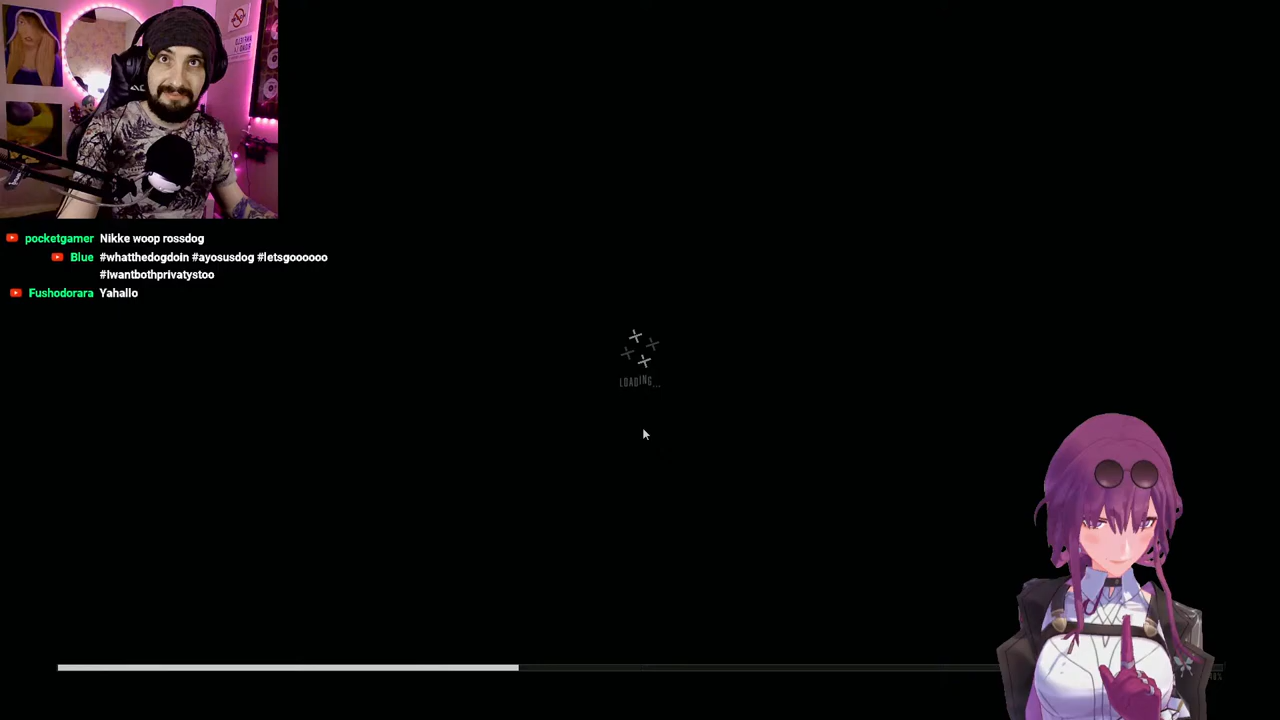 pocketgamer Nikke woop rossdog
Blue #whatthedogdoin #ayosusdog #letsgoooooo
#Iwantbothprivatystoo
Fushodorara Yahallo
LOADING...